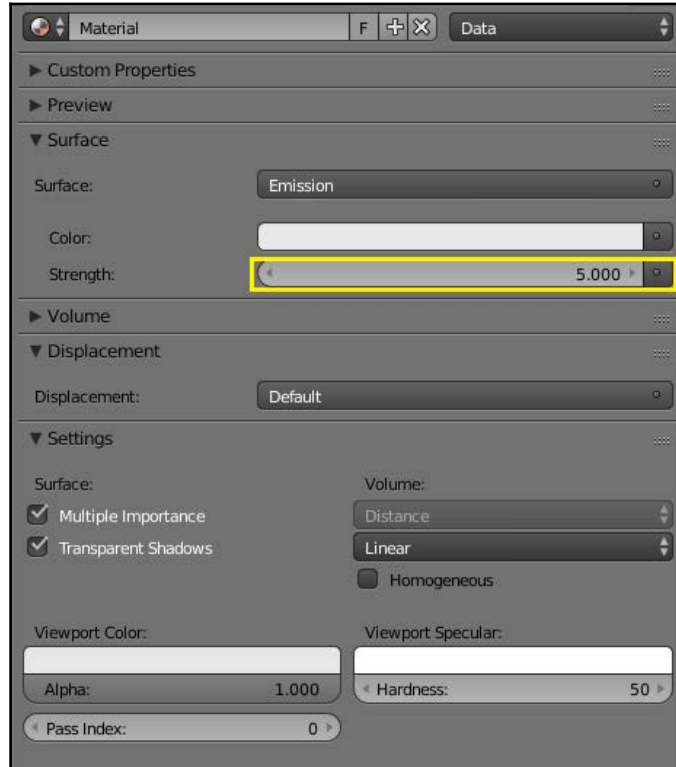 Material F Data
Custom Properties
Preview
Surface
Surface: Emission
Color:
Strength: 5.000
Volume
Displacement
Displacement: Default
Settings
Surface: Volume:
Multiple Importance Distance
Transparent Shadows Linear
Homogeneous
Viewport Color: Viewport Specular:
Alpha: 1.000 Hardness: 50
Pass Index: 0